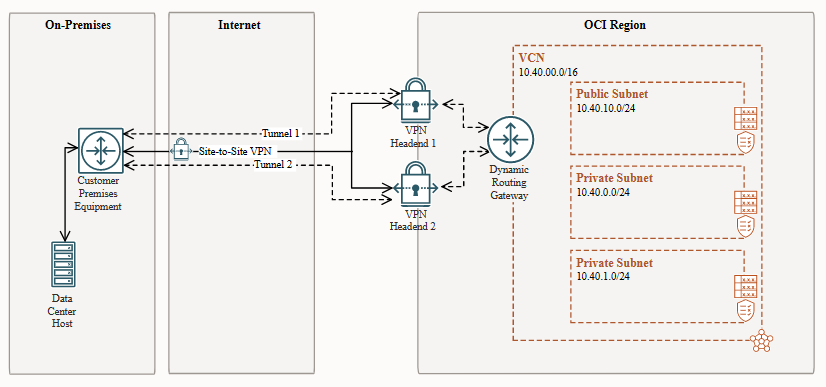 On-Premises
Internet
OCI Region
VCN
10.40.00.0/16
Public Subnet
10.40.10.0/24
Tunnel 1
VPN
Headend 1
Site-to-Site VPN
Tunnel 2
Customer
Premises
Equipment
Dynamic
Routing
Gateway
Private Subnet
10.40.0.0/24
VPN
Headend 2
Private Subnet
10.40.1.0/24
Data
Center
Host